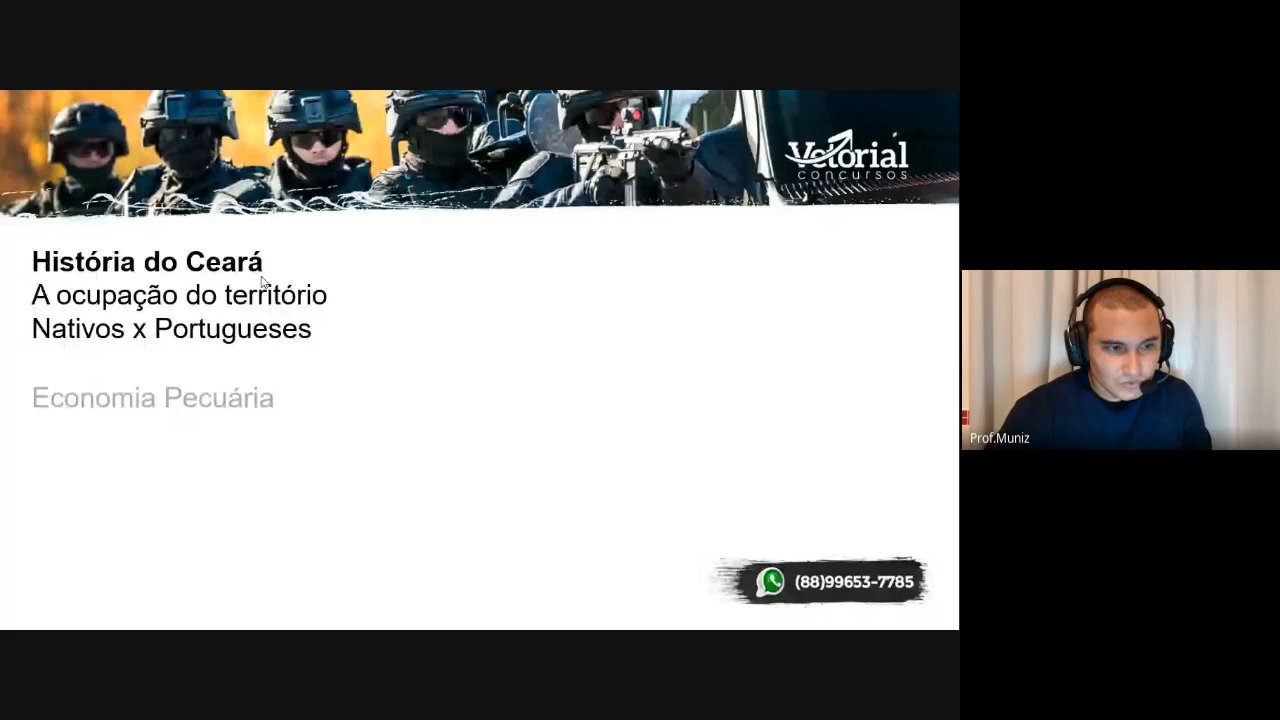 Vetorial
concursos
História do Ceará
A ocupação do território
Nativos x Portugueses
Economia Pecuária
(88)99653-7785
Prof.Muniz